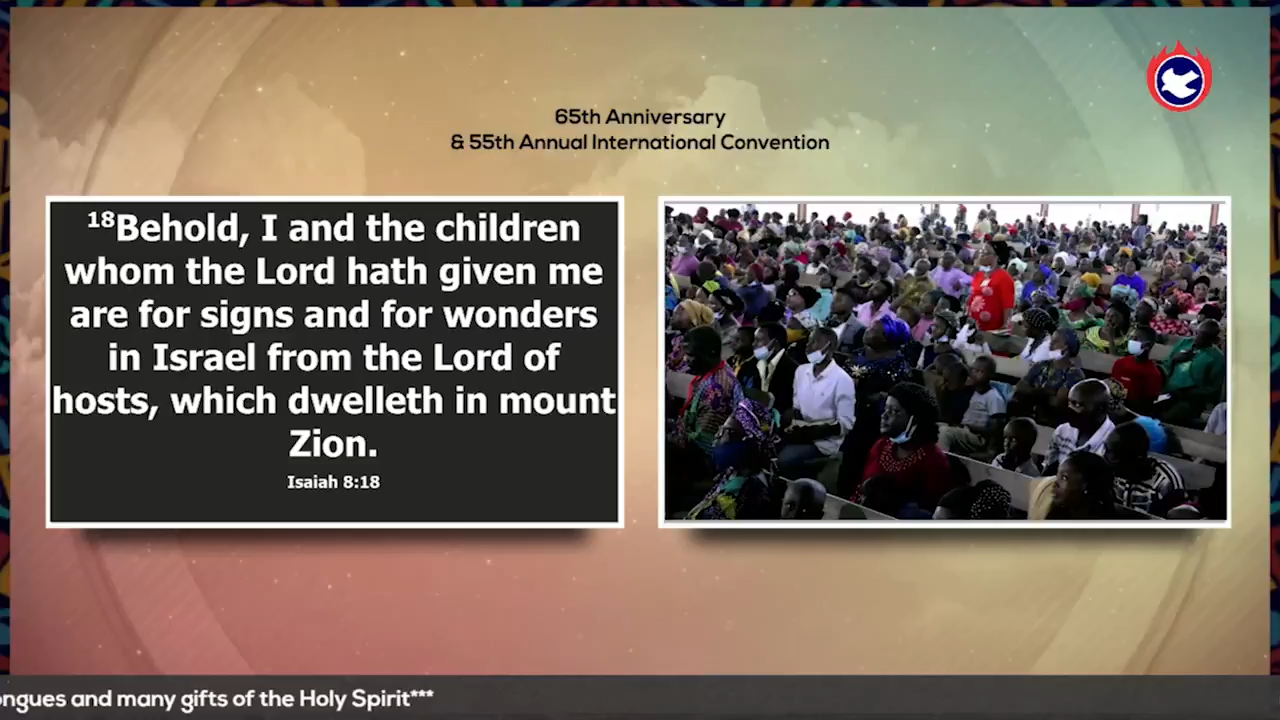 65th Anniversary
& 55th Annual International Convention
18Behold, I and the children
whom the Lord hath given me
are for signs and for wonders
in Israel from the Lord of
hosts, which dwelleth in mount
Zion.
Isaiah 8:18
ongues and many gifts of the Holy Spirit***